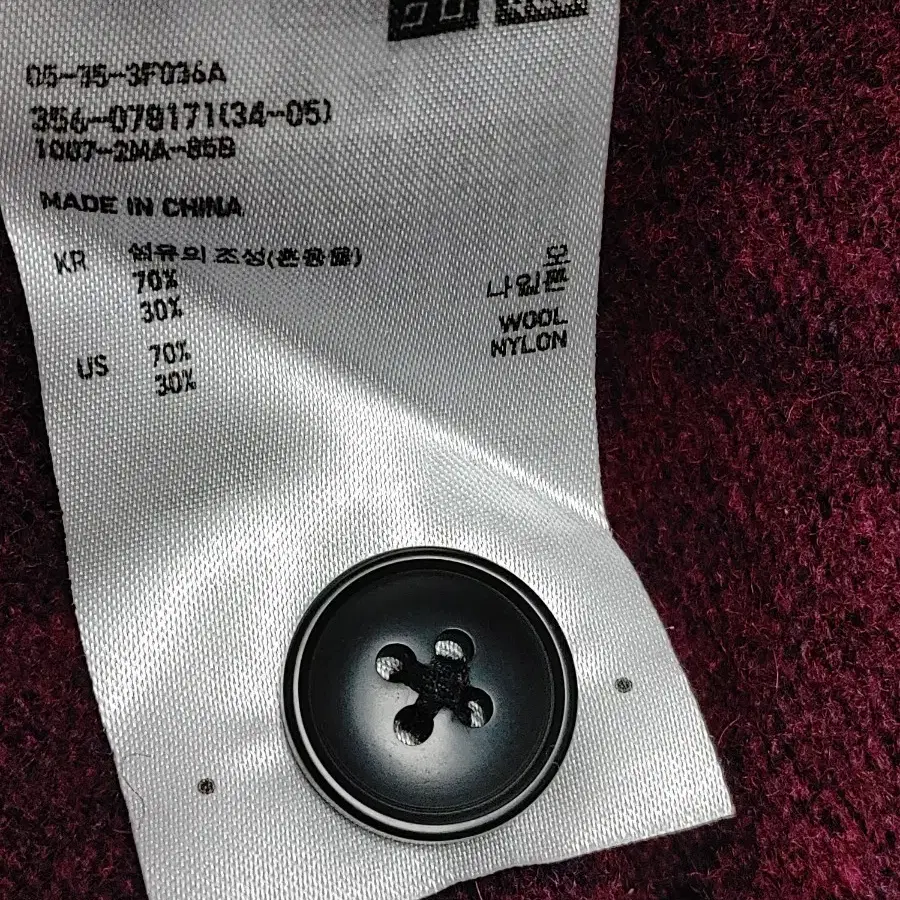 05-35-3F036A
356-078171(34-05)
1007-2MA-85B
MADE IN CHINA
KR 섬유의 조성(혼용률)
70% 모
30% 나일론
US 70% WOOL
30% NYLON